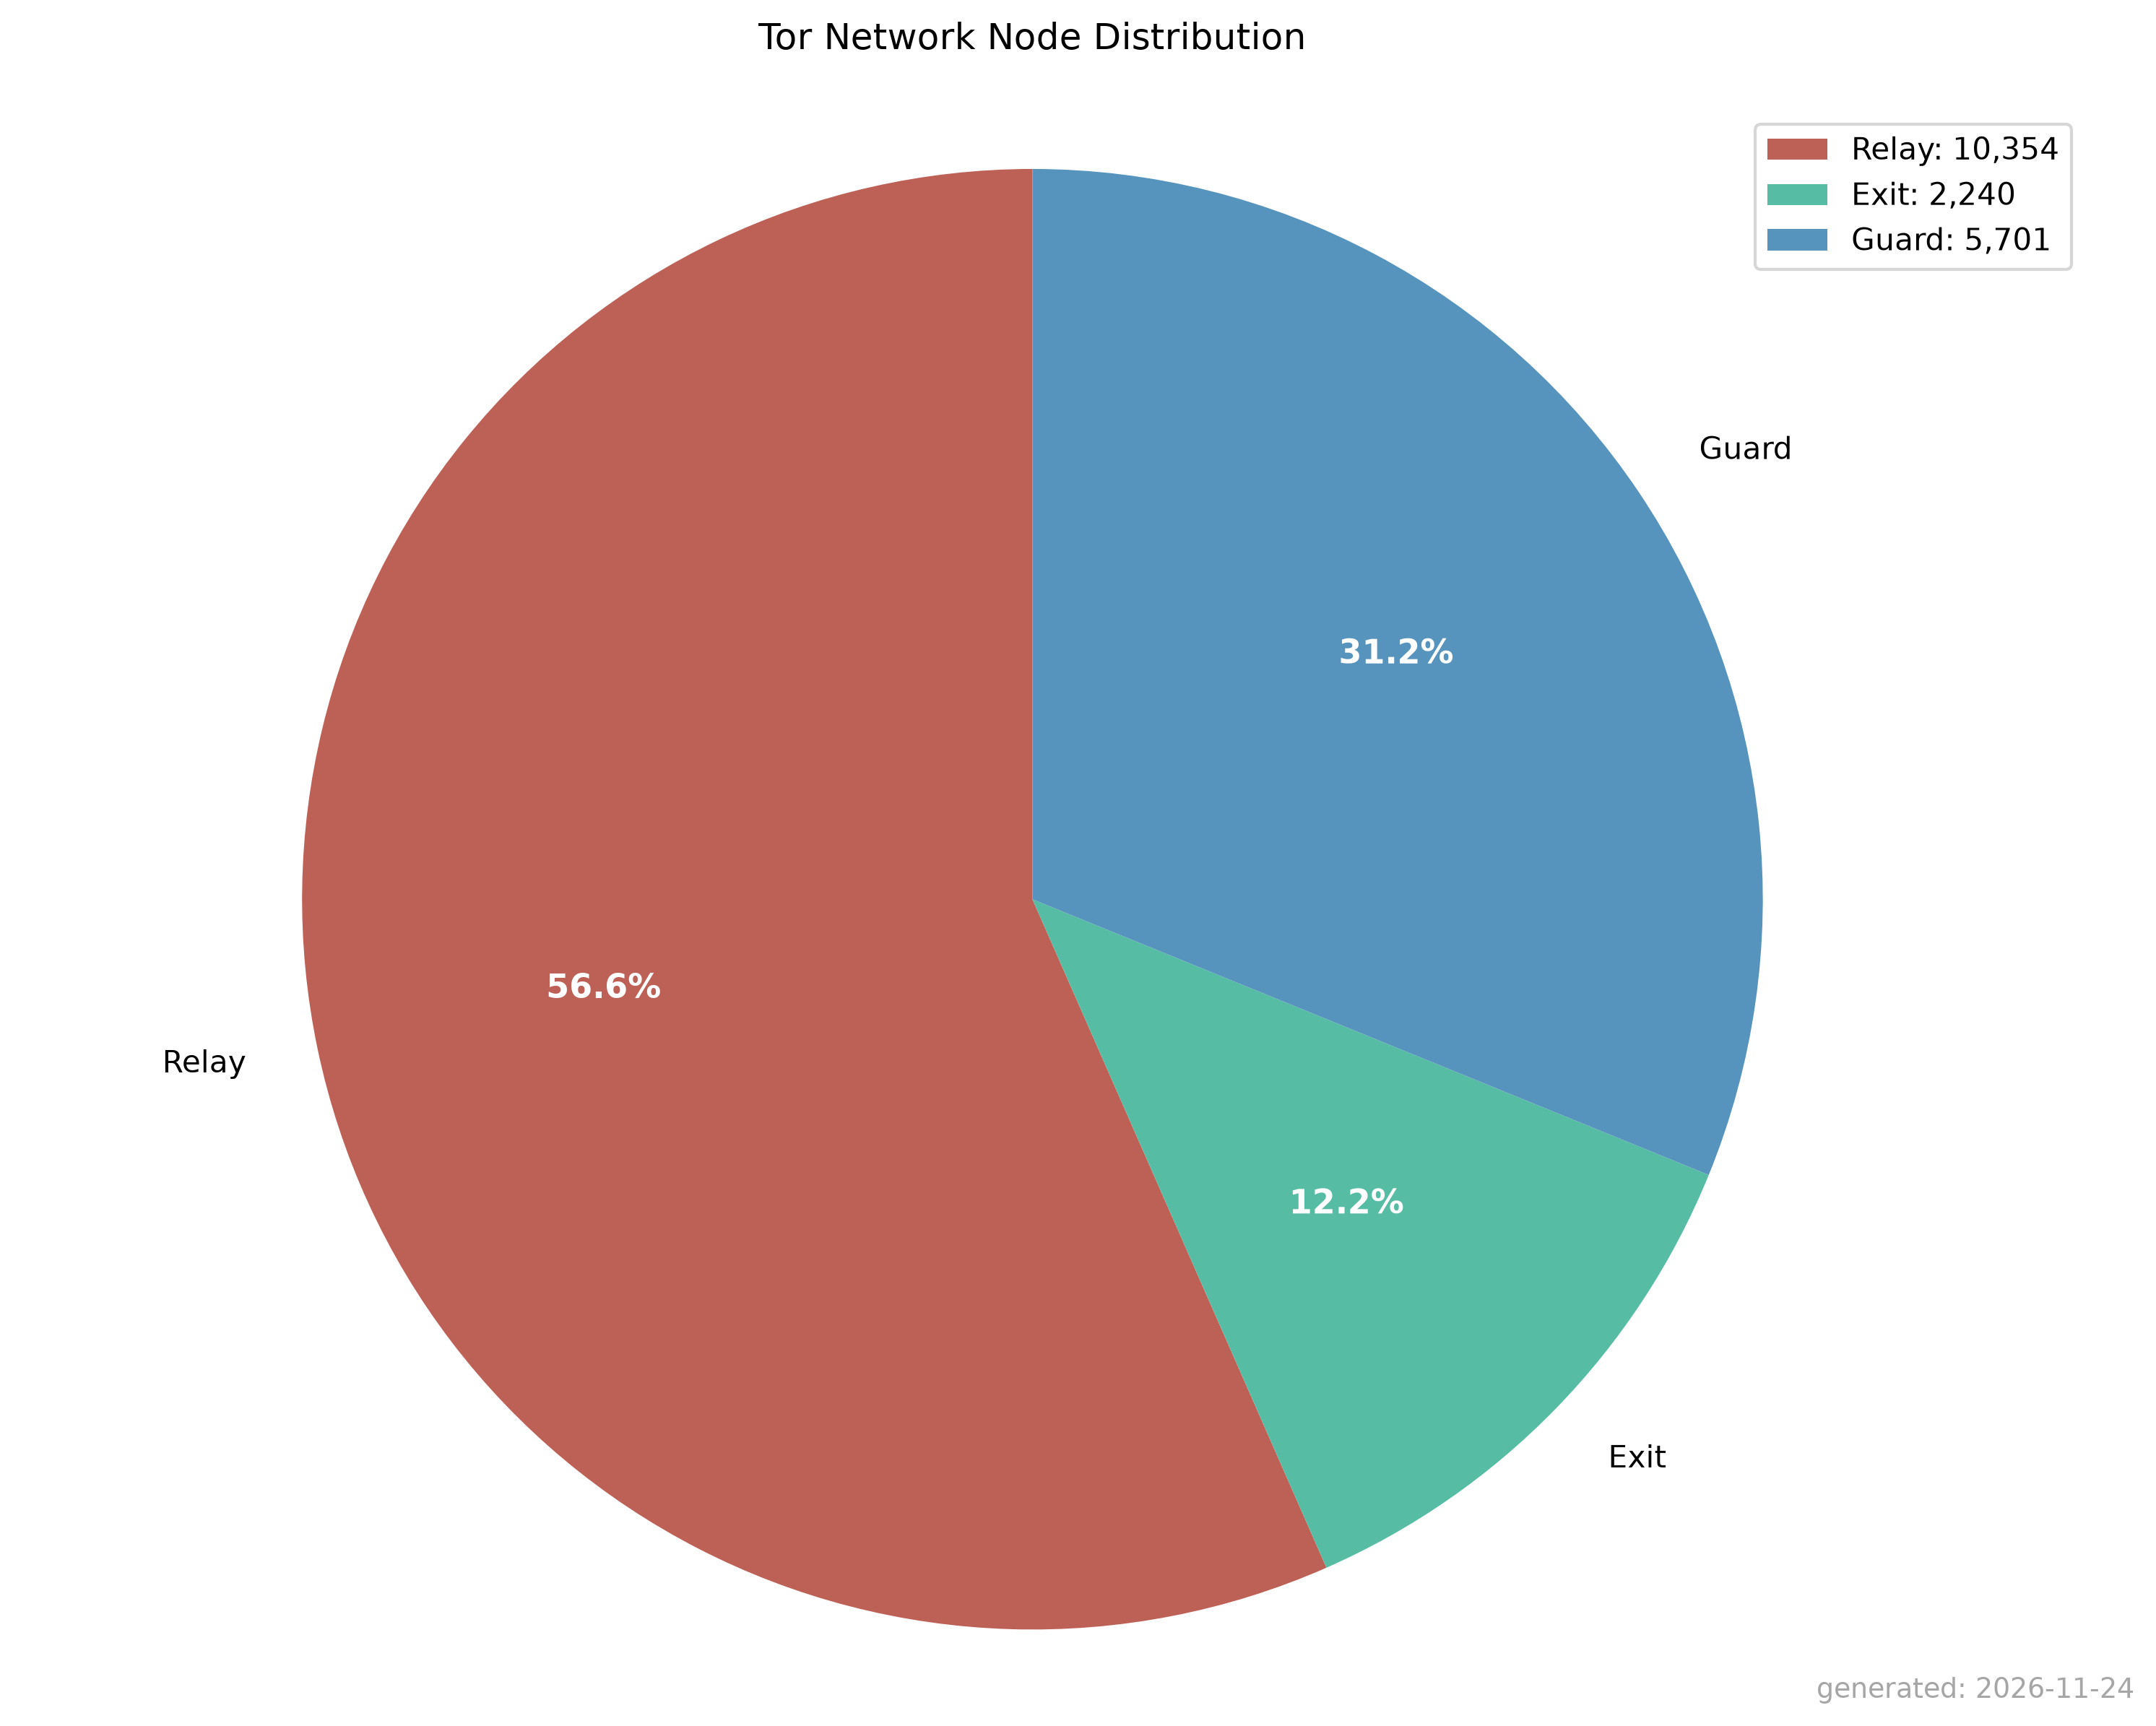 Tor Network Node Distribution
Relay: 10,354
Exit: 2,240
Guard: 5,701
Guard
31.2%
56.6%
Relay
12.2%
Exit
generated: 2026-11-24